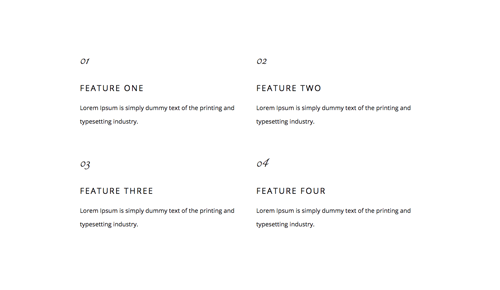 01
FEATURE ONE
Lorem Ipsum is simply dummy text of the printing and
typesetting industry.
02
FEATURE TWO
Lorem Ipsum is simply dummy text of the printing and
typesetting industry.
03
FEATURE THREE
Lorem Ipsum is simply dummy text of the printing and
typesetting industry.
04
FEATURE FOUR
Lorem Ipsum is simply dummy text of the printing and
typesetting industry.